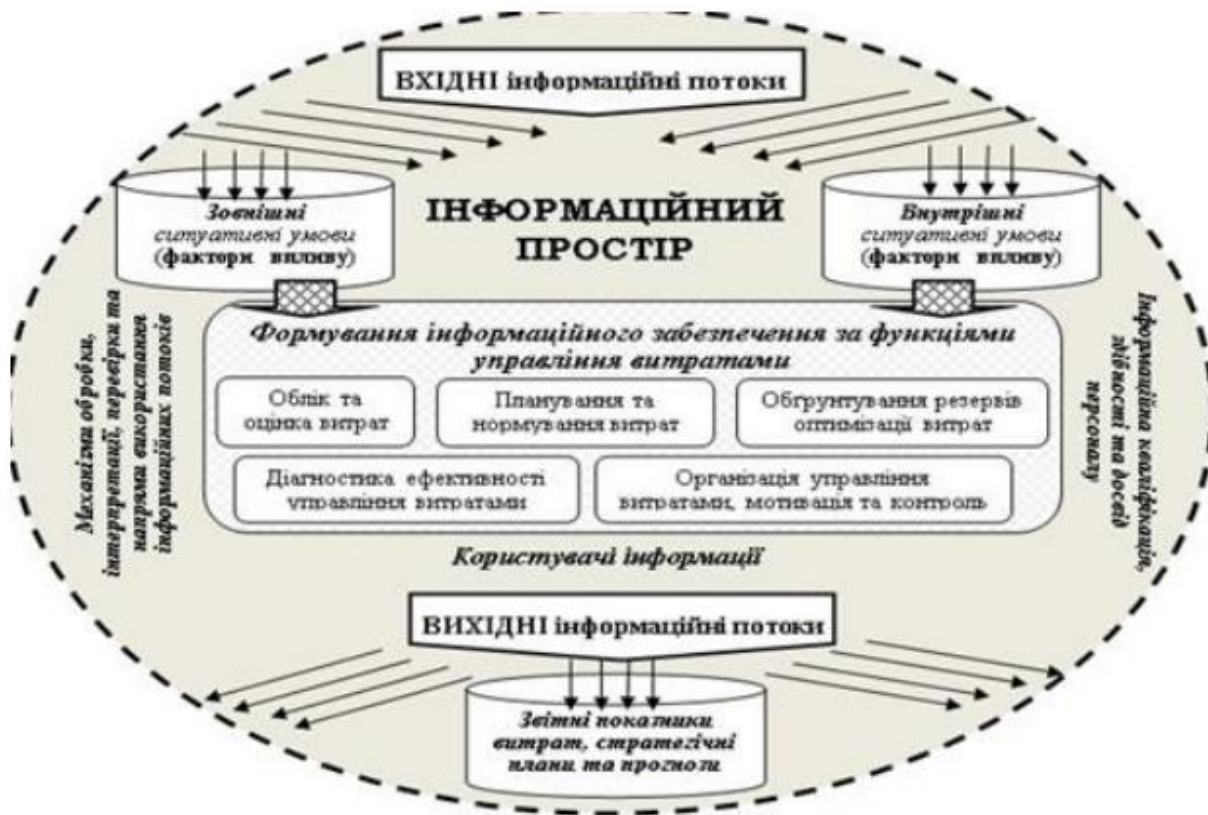 ВХІДНІ інформаційні потоки
Зовнішні
ситуативні умови
(фактори впливу)
ІНФОРМАЦІЙНИЙ
ПРОСТІР
Внутрішні
ситуативні умови
(фактори впливу)
Механізми обробки,
інтерпретації, перевірки та
напрями використання
інформаційних потоків
Формування інформаційного забезпечення за функціями
управління витратами
Облік та
оцінка витрат
Планування та
нормування витрат
Обґрунтування резервів
оптимізації витрат
Діагностика ефективності
управління витратами
Організація управління
витратами, мотивація та контроль
Інформаційна кваліфікація,
здібності та досвід
персоналу
Користувачі інформації
ВИХІДНІ інформаційні потоки
Звітні показники
витрат, стратегічні
плани та прогнози